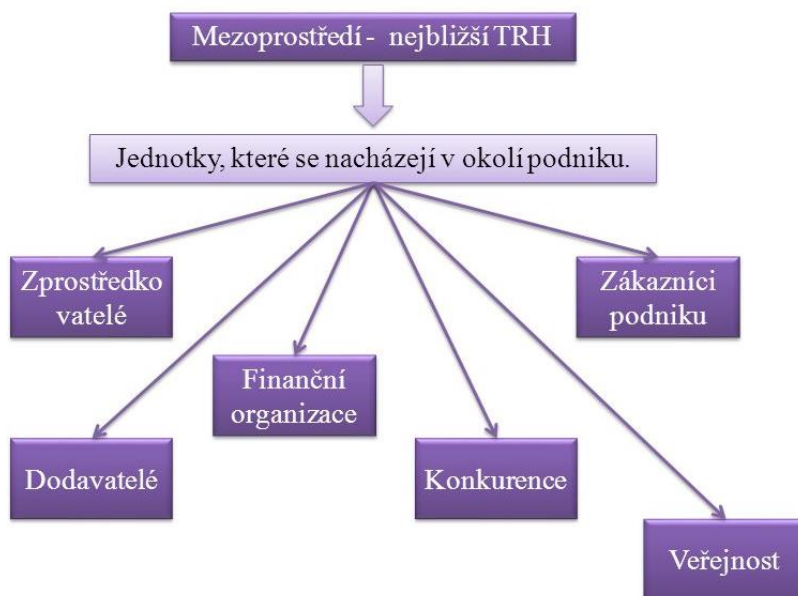 Mezoprostředí - nejbližší TRH
Jednotky, které se nacházejí v okolí podniku.
Zprostředko
vatelé
Zákazníci
podniku
Finanční
organizace
Dodavatelé
Konkurence
Veřejnost